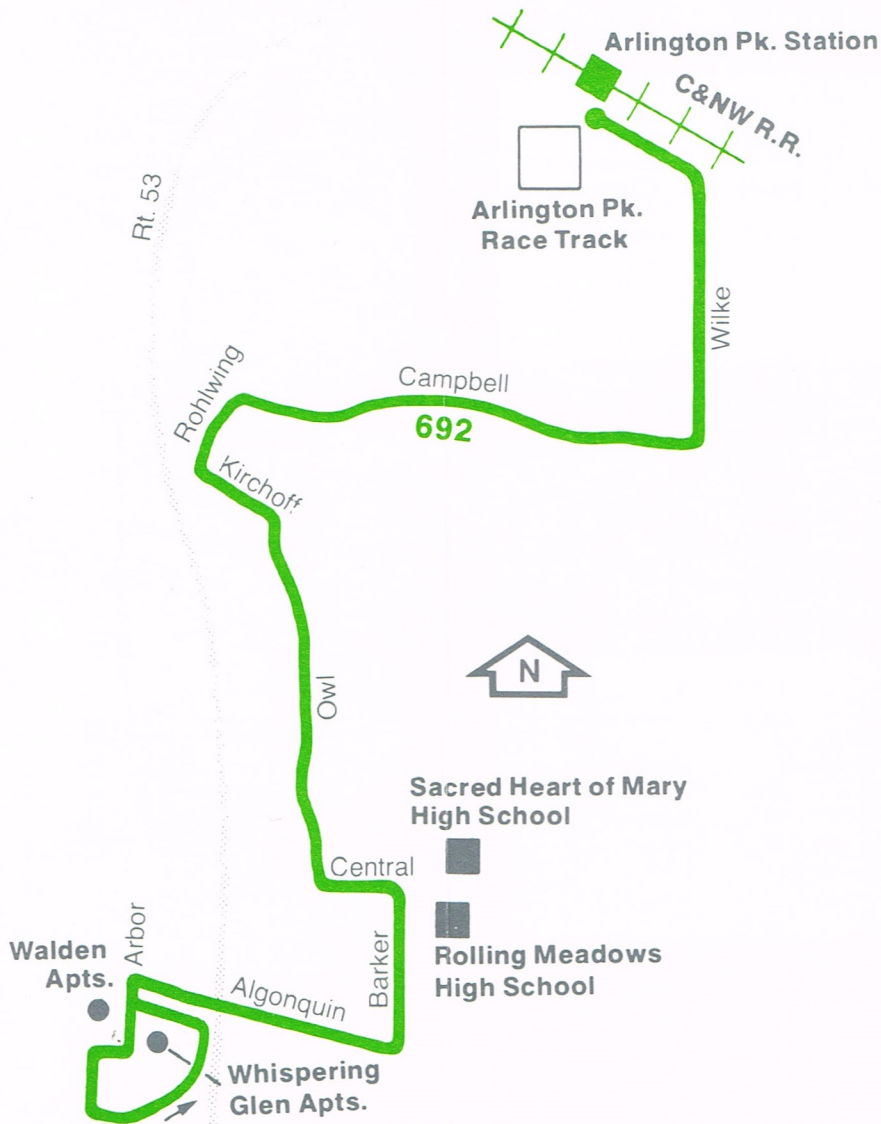 Arlington Pk. Station
C&NW R.R.
Arlington Pk.
Race Track
Rt. 53
Wilke
Rohlwing
Campbell
692
Kirchoff
Owl
N
Sacred Heart of Mary
High School
Central
Arbor
Walden
Apts.
Barker
Rolling Meadows
High School
Algonquin
Whispering
Glen Apts.